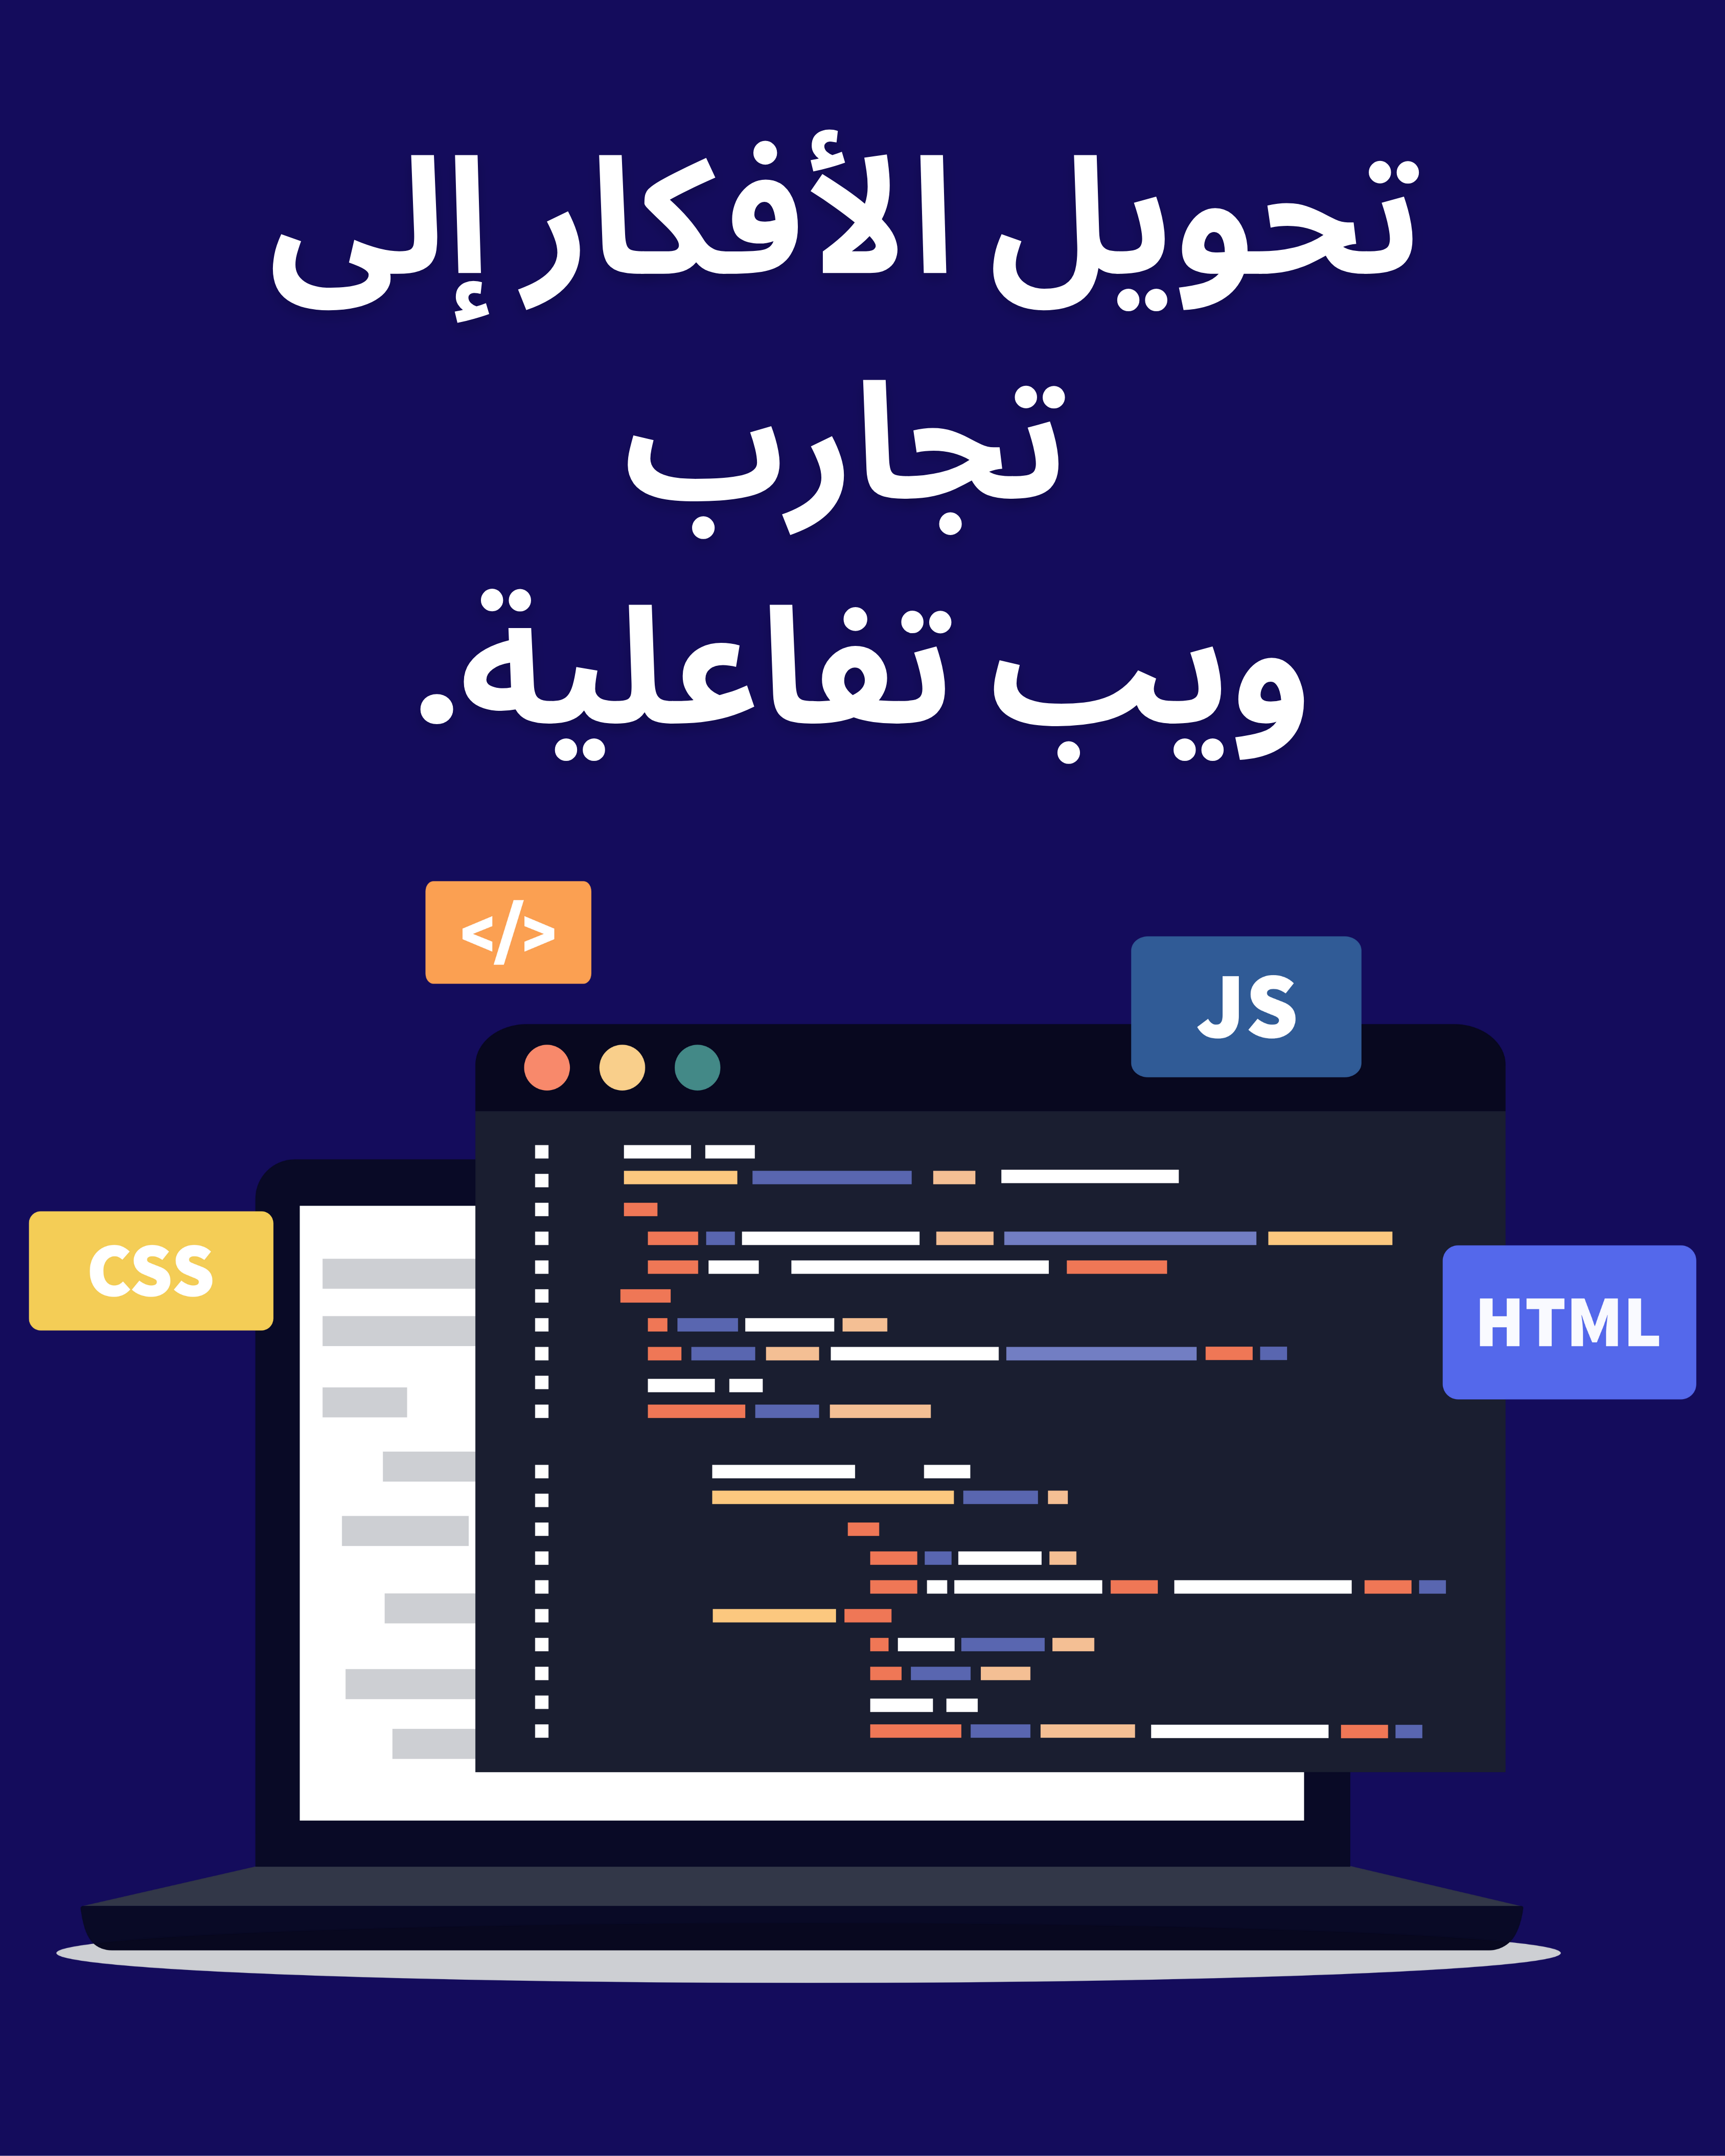 تحويل الأفكار إلى
تجارب
ويب تفاعلية.
</>
JS
CSS
HTML